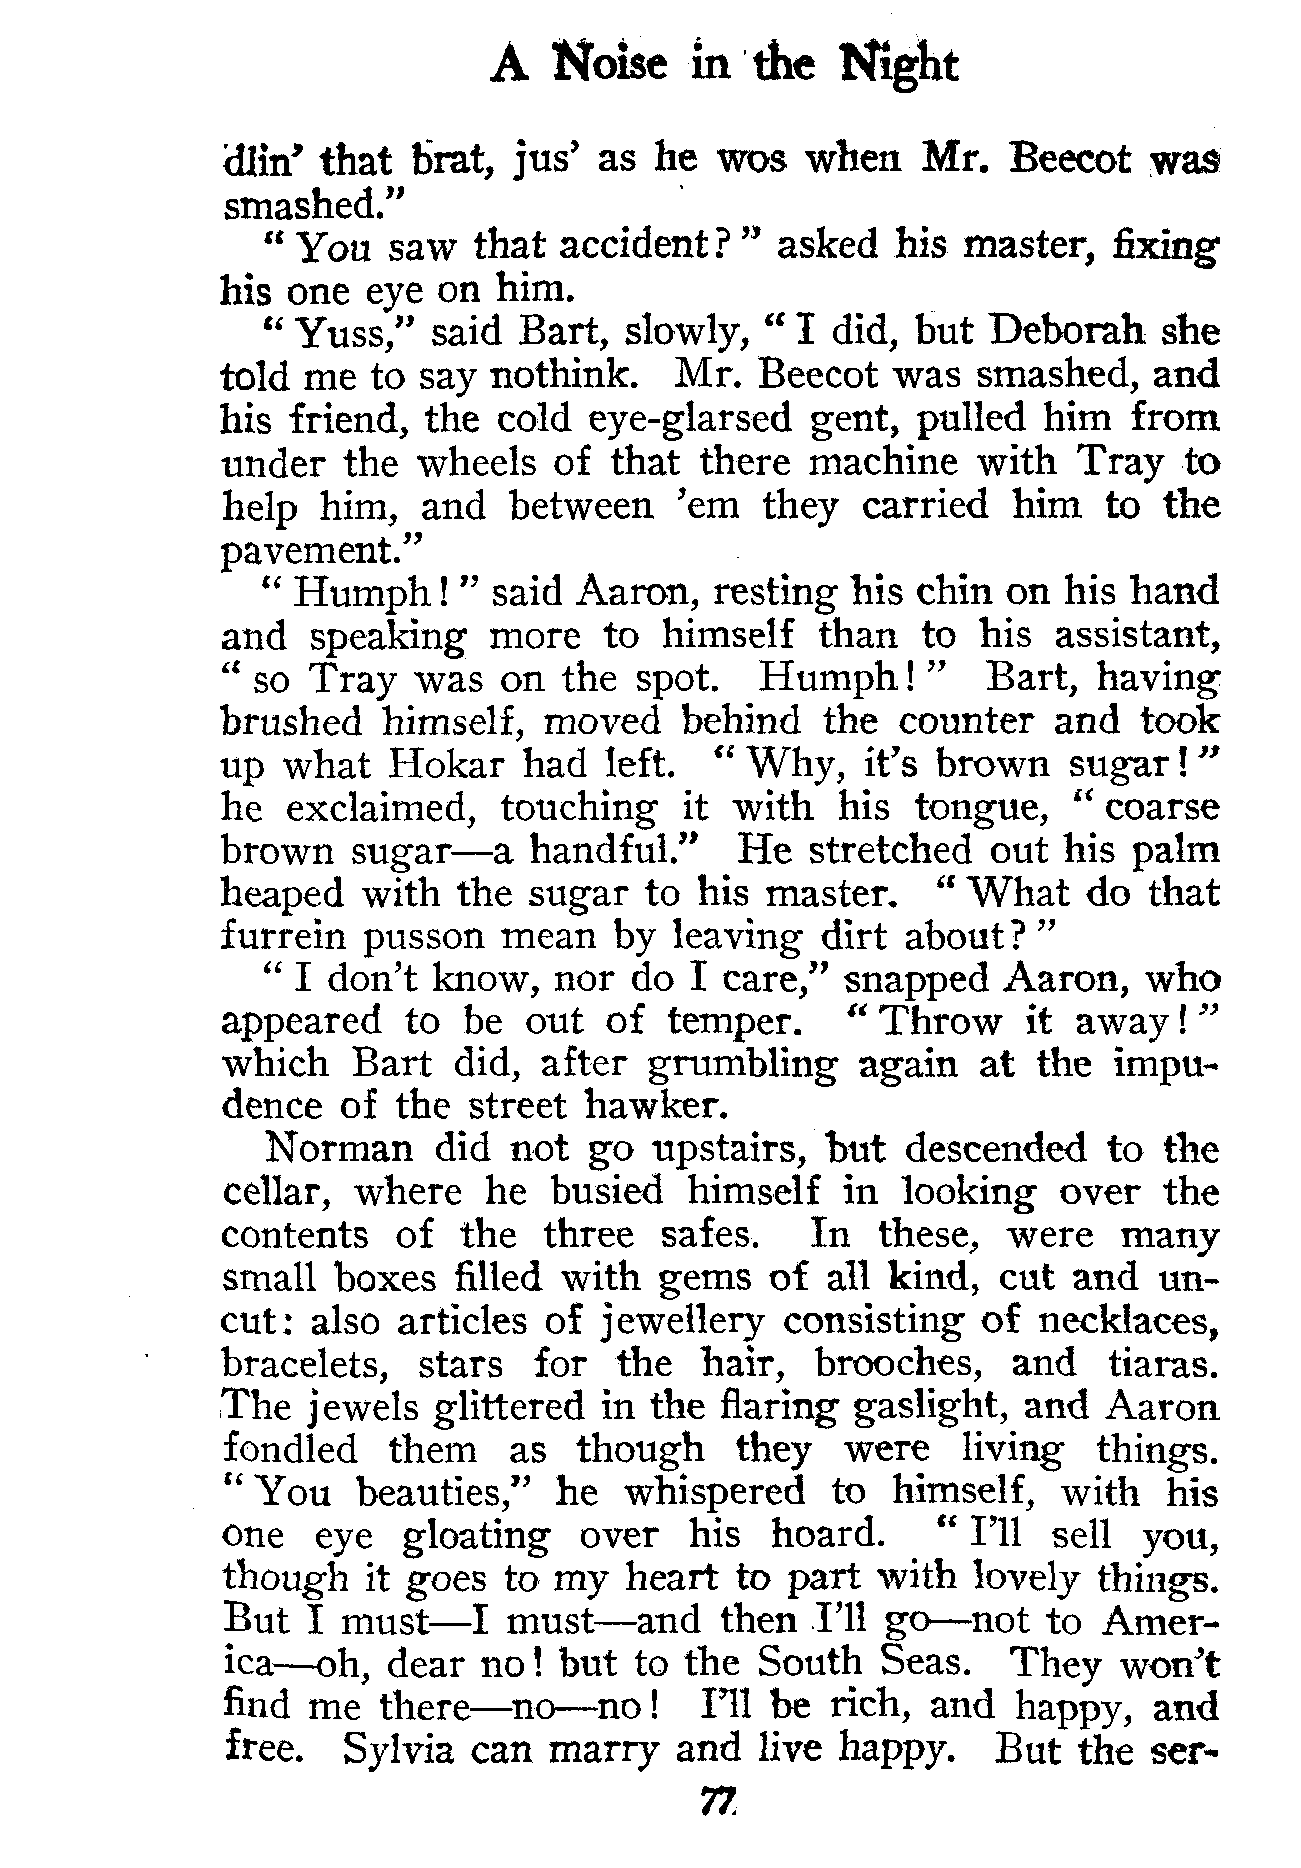 A Noise in the Night
dlin' that brat, jus' as he wos when Mr. Beecot was
smashed."
"You saw that accident?" asked his master, fixing
his one eye on him.
"Yuss," said Bart, slowly, "I did, but Deborah she
told me to say nothink. Mr. Beecot was smashed, and
his friend, the cold eye-glarsed gent, pulled him from
under the wheels of that there machine with Tray to
help him, and between 'em they carried him to the
pavement."
"Humph!" said Aaron, resting his chin on his hand
and speaking more to himself than to his assistant,
"so Tray was on the spot. Humph!" Bart, having
brushed himself, moved behind the counter and took
up what Hokar had left. "Why, it's brown sugar!"
he exclaimed, touching it with his tongue, "coarse
brown sugar—a handful." He stretched out his palm
heaped with the sugar to his master. "What do that
furrein pusson mean by leaving dirt about?"
"I don't know, nor do I care," snapped Aaron, who
appeared to be out of temper. "Throw it away!"
which Bart did, after grumbling again at the impu-
dence of the street hawker.
Norman did not go upstairs, but descended to the
cellar, where he busied himself in looking over the
contents of the three safes. In these, were many
small boxes filled with gems of all kind, cut and un-
cut: also articles of jewellery consisting of necklaces,
bracelets, stars for the hair, brooches, and tiaras.
The jewels glittered in the flaring gaslight, and Aaron
fondled them as though they were living things.
"You beauties," he whispered to himself, with his
one eye gloating over his hoard. "I'll sell you,
though it goes to my heart to part with lovely things.
But I must—I must—and then I'll go—not to Amer-
ica—oh, dear no! but to the South Seas. They won't
find me there—no—no! I'll be rich, and happy, and
free. Sylvia can marry and live happy. But the ser-
77